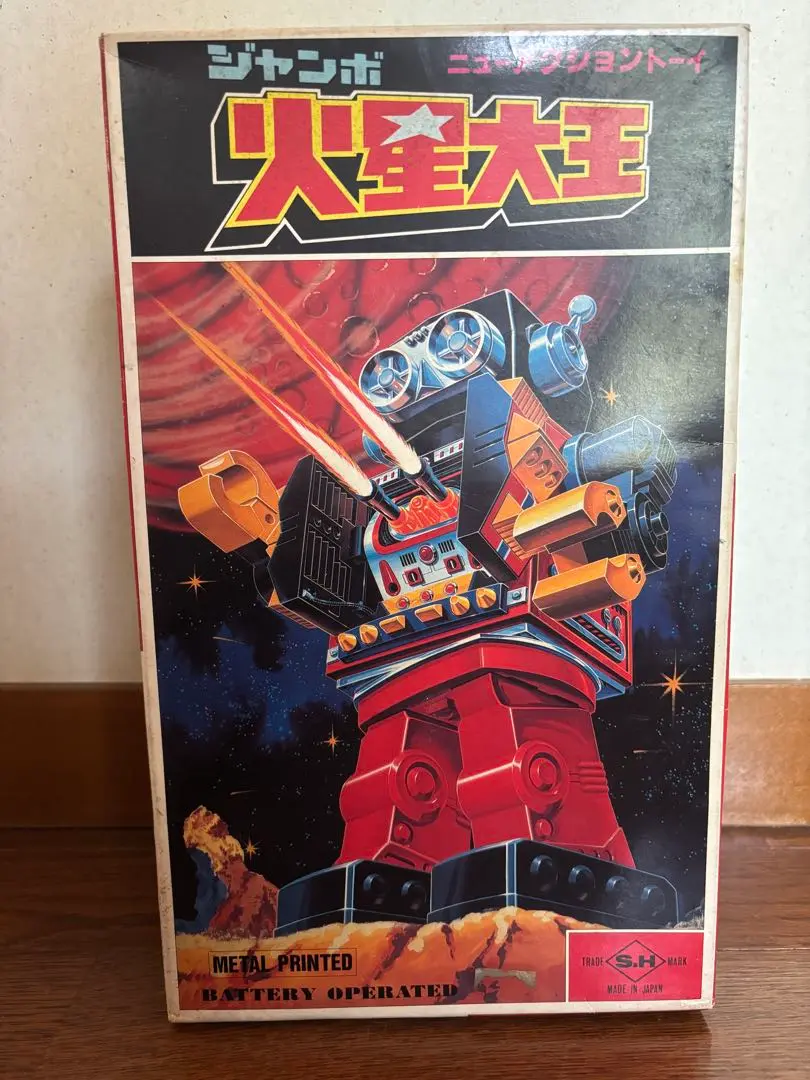 ジャンボ ニューアクショントーイ
火星大王
METAL PRINTED
BATTERY OPERATED
TRADE S.H MARK
MADE IN JAPAN